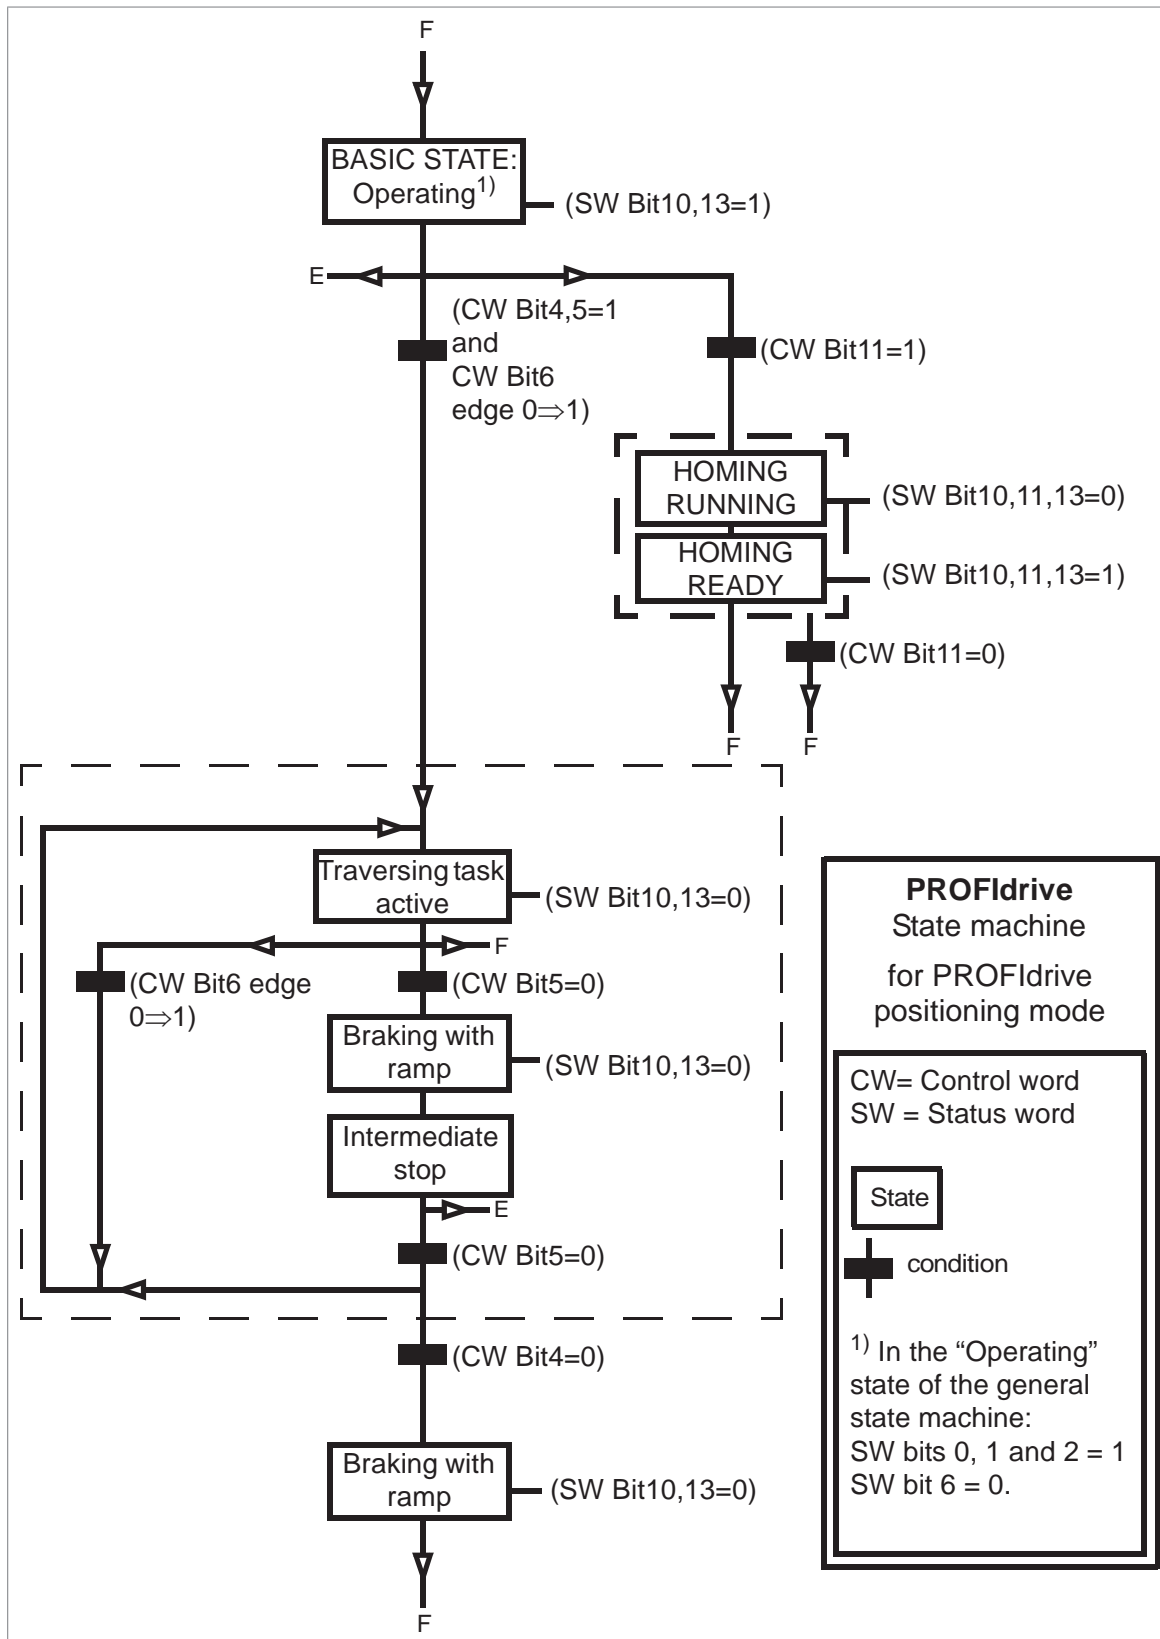 F
BASIC STATE:
Operating1)
(SW Bit10,13=1)
E
(CW Bit4,5=1
and
CW Bit6
edge 0⇒1)
(CW Bit11=1)
HOMING
RUNNING
(SW Bit10,11,13=0)
HOMING
READY
(SW Bit10,11,13=1)
(CW Bit11=0)
F
F
Traversing task
active
(SW Bit10,13=0)
F
(CW Bit6 edge
0⇒1)
(CW Bit5=0)
Braking with
ramp
(SW Bit10,13=0)
Intermediate
stop
E
(CW Bit5=0)
(CW Bit4=0)
Braking with
ramp
(SW Bit10,13=0)
F
PROFIdrive
State machine
for PROFIdrive
positioning mode
CW= Control word
SW = Status word
State
condition
1) In the “Operating”
state of the general
state machine:
SW bits 0, 1 and 2 = 1
SW bit 6 = 0.